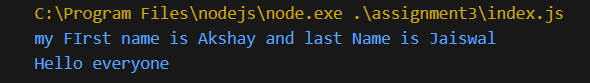 C:\Program Files\nodejs\node.exe .\assignment3\index.js
my FIrst name is Akshay and last Name is Jaiswal
Hello everyone